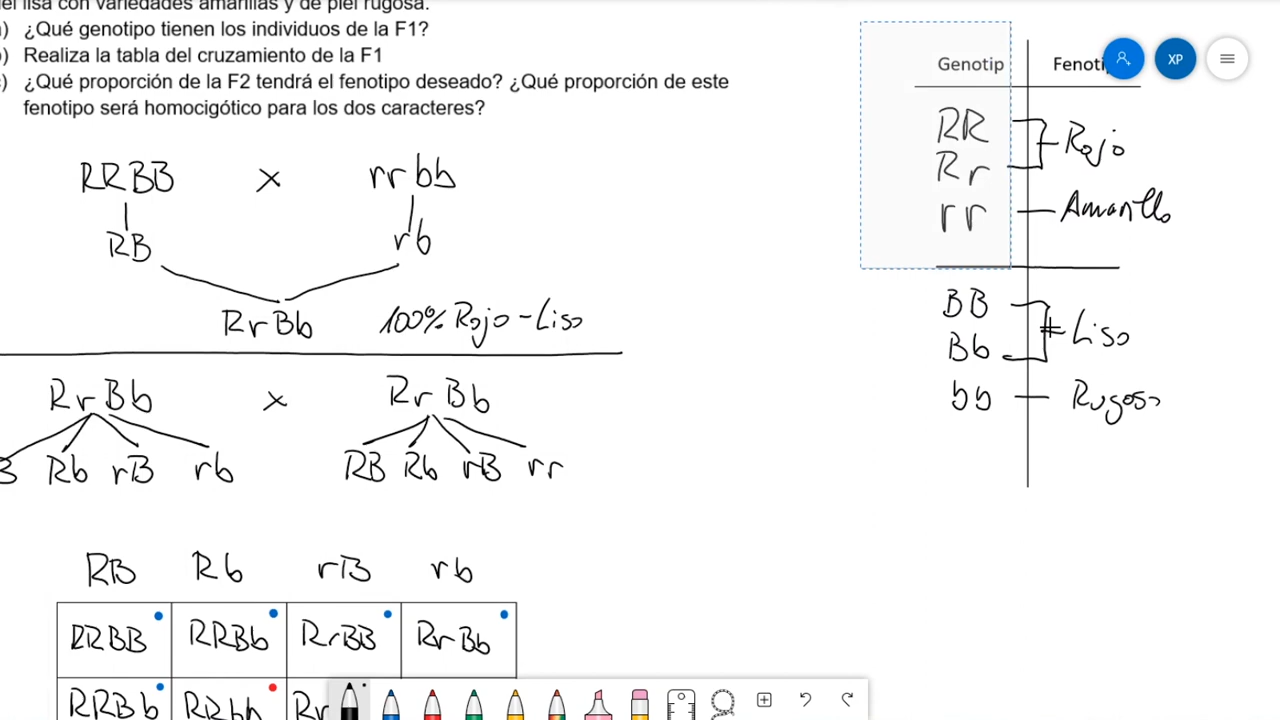 iel lisa con variedades amarillas y de piel rugosa.
) ¿Qué genotipo tienen los individuos de la F1?
) Realiza la tabla del cruzamiento de la F1
) ¿Qué proporción de la F2 tendrá el fenotipo deseado? ¿Qué proporción de este
fenotipo será homocigótico para los dos caracteres?
RRBB x rrbb
RB rb
RrBb 100% Rojo-Liso
RrBb x RrBb
B Rb rB rb RB Rb rB rr
RB Rb rB rb
RRBB RRBb RrBB RrBb
RRBb RRbb Rr
Genotip Fenoti
XP
RR
Rr
Rojo
rr Amarillo
BB
Bb
Liso
bb Rugoso